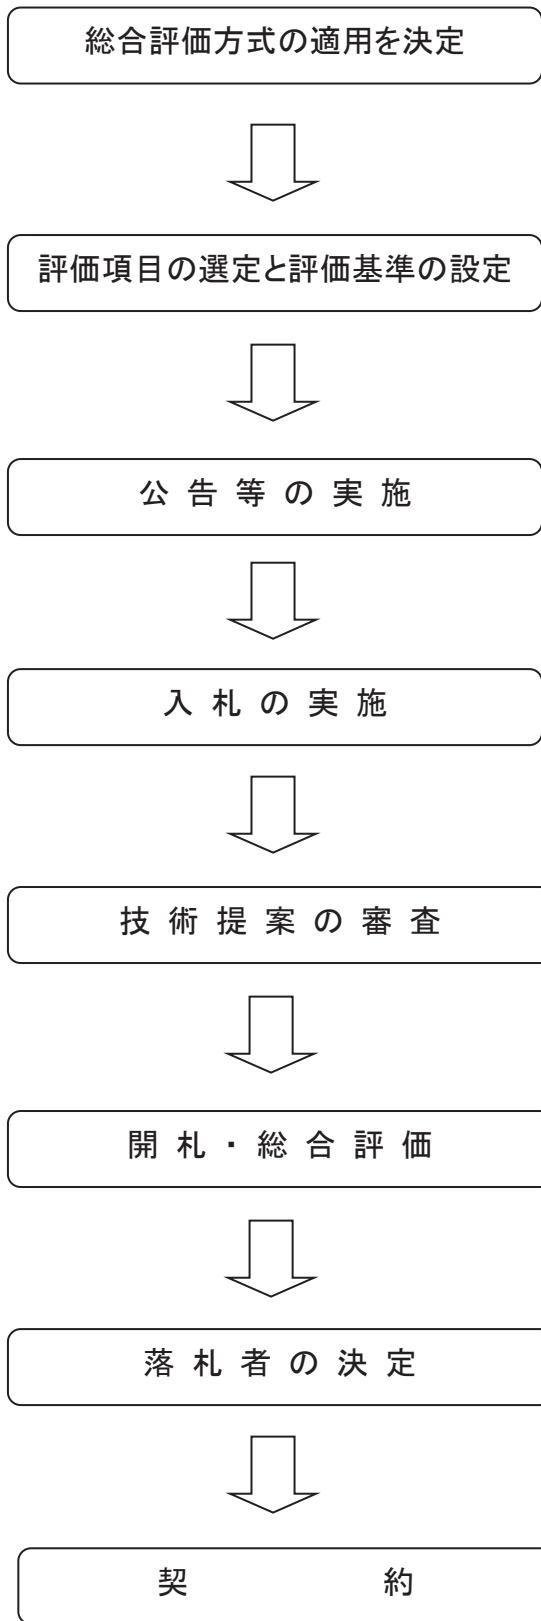 総合評価方式の適用を決定
評価項目の選定と評価基準の設定
公告等の実施
入札の実施
技術提案の審査
開札・総合評価
落札者の決定
契約